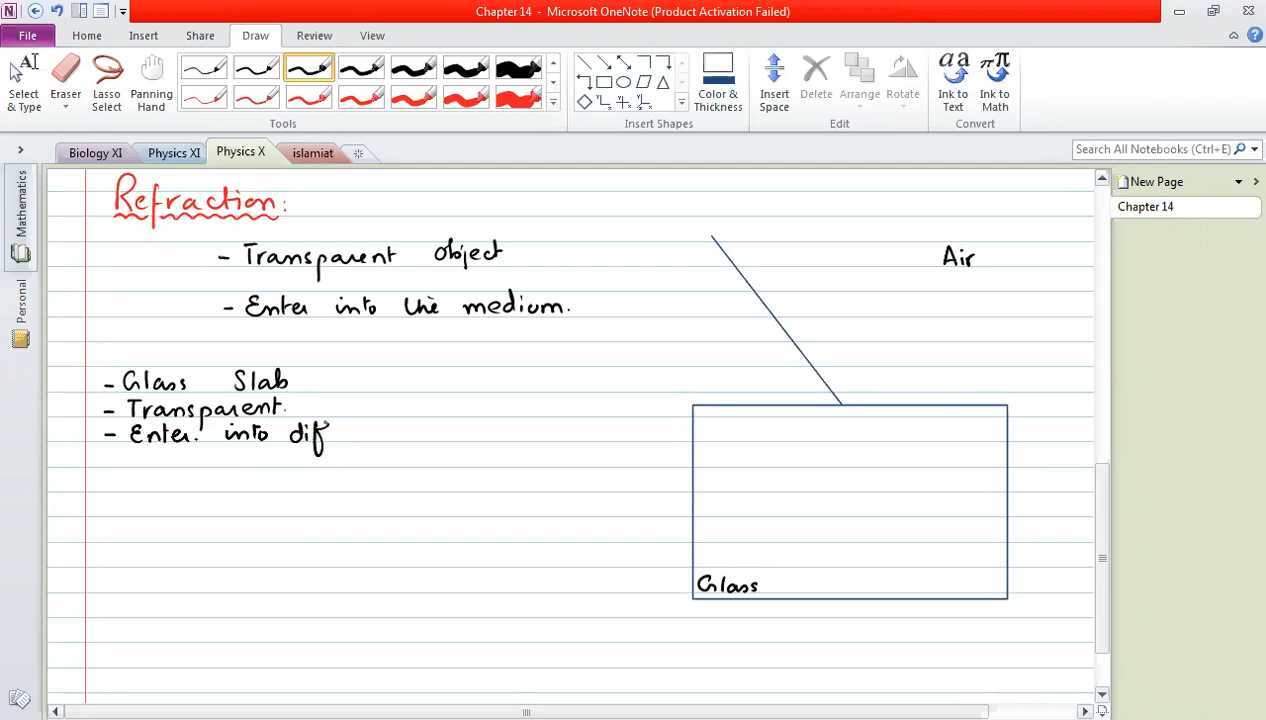 Chapter 14 - Microsoft OneNote (Product Activation Failed)
File Home Insert Share Draw Review View
Select & Type
Eraser
Lasso Select
Panning Hand
Color & Thickness
Insert Space
Delete
Arrange
Rotate
Ink to Text
Ink to Math
Tools
Insert Shapes
Edit
Convert
Biology XI Physics XI Physics X islamiat
Search All Notebooks (Ctrl+E)
New Page
Chapter 14
Mathematics
Personal
Refraction:
- Transparent object
Air
- Enter into the medium.
- Glass Slab
- Transparent.
- Enter. into dif
Glass